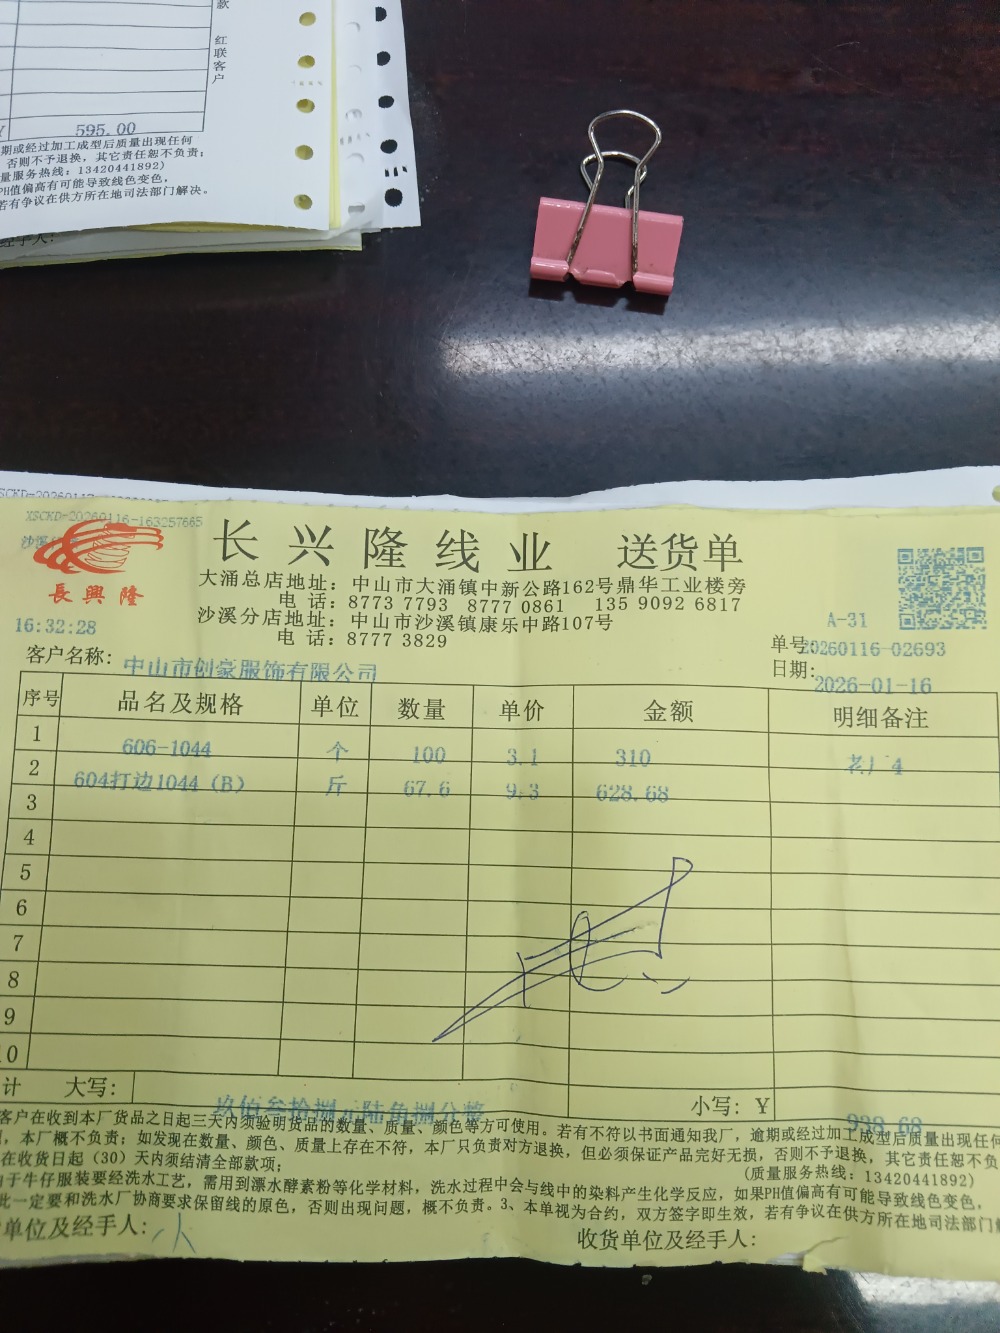 款
红
联
客
户
595.00
期或经过加工成型后质量出现任何
否则不予退换，其它责任恕不负责；
量服务热线：13420441892)
PH值偏高有可能导致线色变色，
若有争议在供方所在地司法部门解决。
经手人:
XSCKD-20260116-163257665
長興隆
长兴隆线业 送货单
大涌总店地址：中山市大涌镇中新公路162号鼎华工业楼旁
电 话：8773 7793 8777 0861 135 9092 6817
沙溪分店地址：中山市沙溪镇康乐中路107号
电 话：8777 3829
16:32:28
A-31
单号:20260116-02693
客户名称: 中山市创豪服饰有限公司
日期: 2026-01-16
序号 品名及规格 单位 数量 单价 金额 明细备注
1 606-1044 个 100 3.1 310 老厂4
2 604打边1044（B） 斤 67.6 9.3 628.68
3
4
5
6
7
8
9
10
计 大写: 玖佰叁拾捌元陆角捌分整 小写: ¥ 938.68
客户在收到本厂货品之日起三天内须验明货品的数量、质量、颜色等方可使用。若有不符以书面通知我厂，逾期或经过加工成型后质量出现任何
，本厂概不负责；如发现在数量、颜色、质量上存在不符，本厂只负责对方退换，但必须保证产品完好无损，否则不予退换，其它责任恕不负
在收货日起（30）天内须结清全部款项；
(质量服务热线：13420441892)
由于牛仔服装要经洗水工艺，需用到漂水酵素粉等化学材料，洗水过程中会与线中的染料产生化学反应，如果PH值偏高有可能导致线色变色，
此一定要和洗水厂协商要求保留线的原色，否则出现问题，概不负责。3、本单视为合约，双方签字即生效，若有争议在供方所在地司法部门解
单位及经手人:
收货单位及经手人: